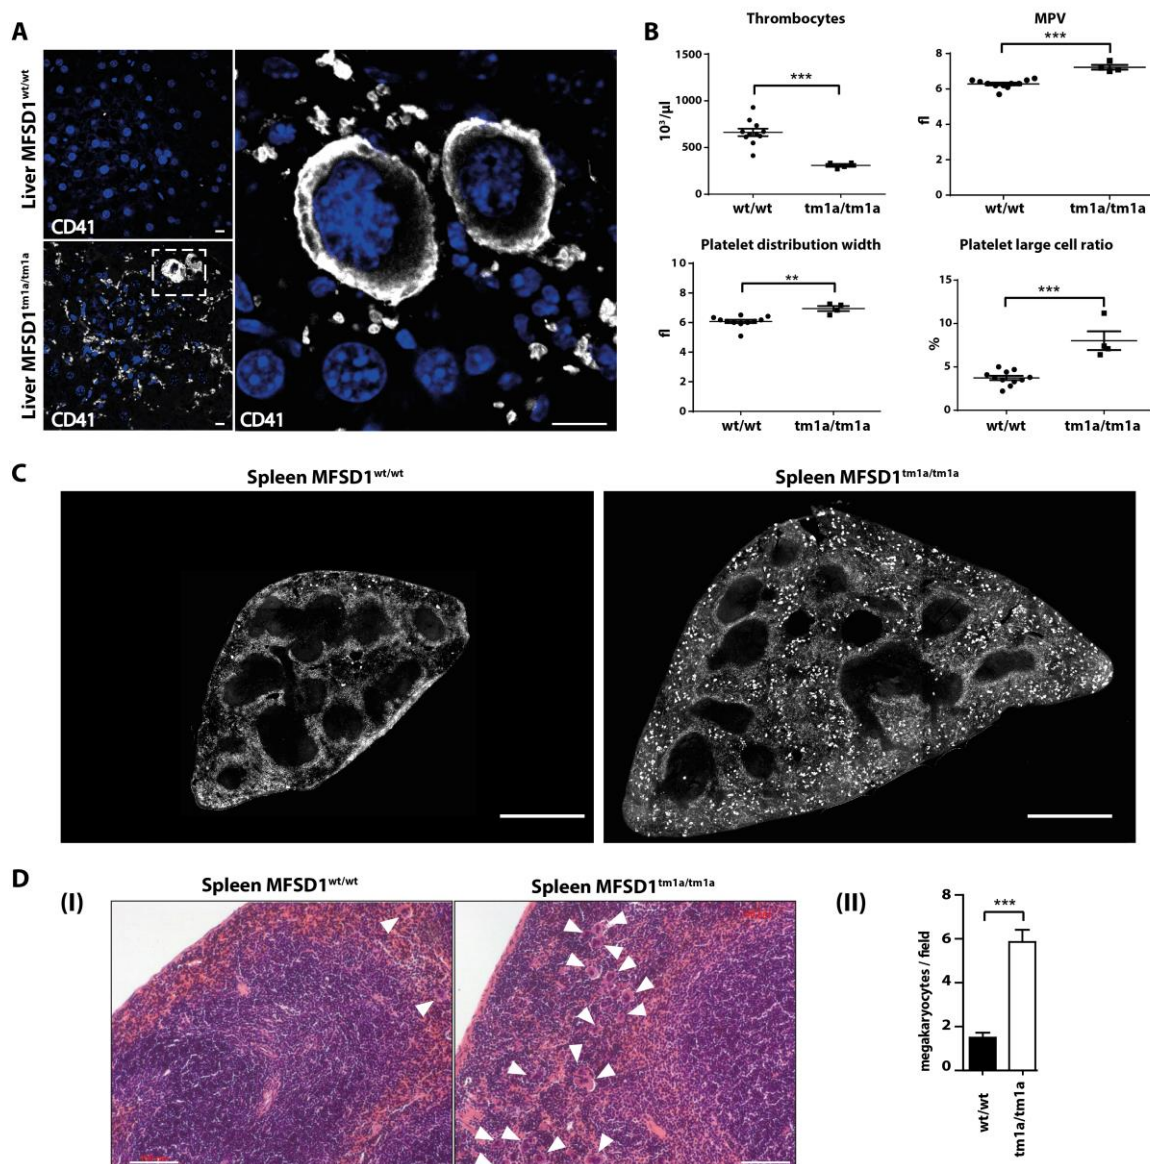 A
Liver MFSD1wt/wt
CD41
Liver MFSD1tm1a/tm1a
CD41
CD41
B
Thrombocytes
10³/µl
1500
1000
500
0
***
wt/wt
tm1a/tm1a
MPV
fl
8
6
4
2
0
***
wt/wt
tm1a/tm1a
Platelet distribution width
fl
10
8
6
4
2
0
**
wt/wt
tm1a/tm1a
Platelet large cell ratio
%
15
10
5
0
***
wt/wt
tm1a/tm1a
C
Spleen MFSD1wt/wt
Spleen MFSD1tm1a/tm1a
D
(I)
Spleen MFSD1wt/wt
Spleen MFSD1tm1a/tm1a
(II)
megakaryocytes / field
8
6
4
2
0
***
wt/wt
tm1a/tm1a